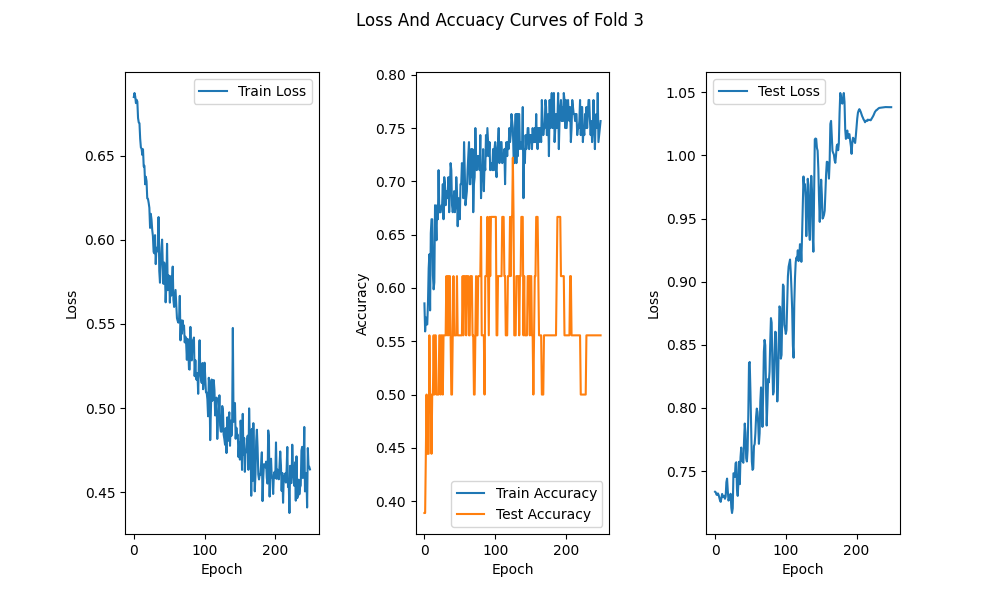 Loss And Accuacy Curves of Fold 3
Train Loss
0.65
0.60
0.55
0.50
0.45
0
100
200
Epoch
Loss
0.80
0.75
0.70
0.65
0.60
0.55
0.50
0.45
0.40
Train Accuracy
Test Accuracy
0
100
200
Epoch
Accuracy
Test Loss
1.05
1.00
0.95
0.90
0.85
0.80
0.75
0
100
200
Epoch
Loss